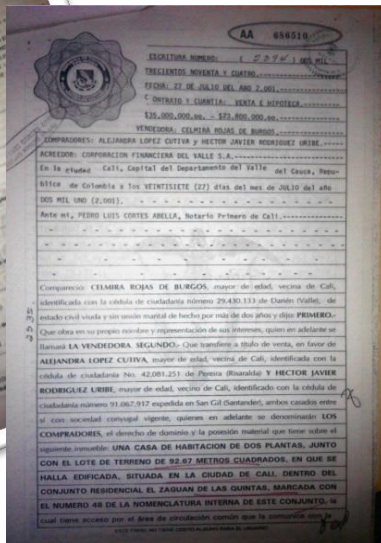 AA 686510
ESCRITURA NUMERO: ( 2394 ) DOS MIL
TRECIENTOS NOVENTA Y CUATRO.
FECHA: 27 DE JULIO DEL AÑO 2.001.
CONTRATO Y CUANTIA: VENTA E HIPOTECA.
VENDEDORA: CELMIRA ROJAS DE BURGOS.
COMPRADORES: ALEJANDRA LOPEZ CUTIVA y HECTOR JAVIER RODRIGUEZ URIBE.
ACREEDOR: CORPORACION FINANCIERA DEL VALLE S.A.
En la ciudad Cali, Capital del Departamento del Valle del Cauca, Repu-
blica de Colombia a los VEINTISIETE (27) días del mes de JULIO del año
DOS MIL UNO (2.001).
Ante mi, PEDRO LUIS CORTES ABELLA, Notario Primero de Cali.
Compareció: CELMIRA ROJAS DE BURGOS, mayor de edad, vecina de Cali,
identificada con la cédula de ciudadanía número 29,430.133 de Darién (Valle), de
estado civil viuda y sin unión marital de hecho por más de dos años y dijo: PRIMERO.-
Que obra en su propio nombre y representación de sus intereses, quien en adelante se
llamará LA VENDEDORA SEGUNDO.- Que transfiere a título de venta, en favor de
ALEJANDRA LOPEZ CUTIVA, mayor de edad, vecina de Cali, identificada con la
cédula de ciudadanía No. 42.081.251 de Pereira (Risaralda) Y HECTOR JAVIER
RODRIGUEZ URIBE, mayor de edad, vecino de Cali, identificado con la cédula de
ciudadanía número 91.067.917 expedida en San Gil (Santander), ambos casados entre
sí con sociedad conyugal vigente, quienes en adelante se denominarán LOS
COMPRADORES, el derecho de dominio y la posesión material que tiene sobre el
siguiente inmueble: UNA CASA DE HABITACION DE DOS PLANTAS, JUNTO
CON EL LOTE DE TERRENO DE 52.67 METROS CUADRADOS, EN QUE SE
HALLA EDIFICADA, SITUADA EN LA CIUDAD DE CALI, DENTRO DEL
CONJUNTO RESIDENCIAL EL ZAGUAN DE LAS QUINTAS, MARCADA CON
EL NUMERO 48 DE LA NOMENCLATURA INTERNA DE ESTE CONJUNTO, la
cual tiene acceso por el área de circulación común que la comunica con la